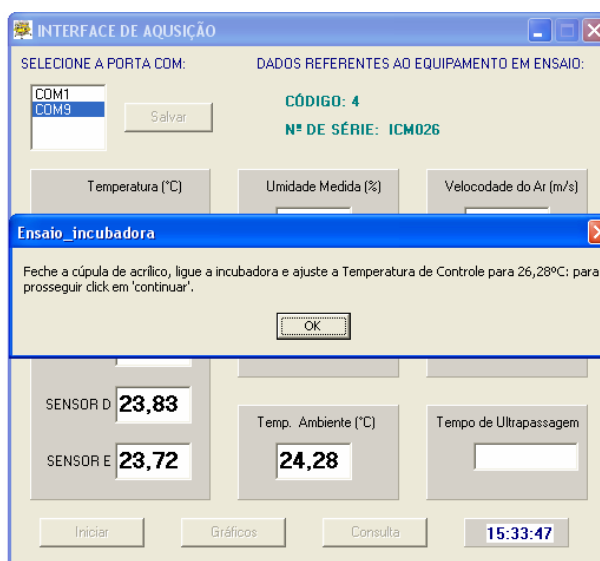 INTERFACE DE AQUSIÇÃO
SELECIONE A PORTA COM:
DADOS REFERENTES AO EQUIPAMENTO EM ENSAIO:
COM1
COM9
Salvar
CÓDIGO: 4
Nº DE SÉRIE: ICM026
Temperatura (°C)
Umidade Medida (%)
Velocodade do Ar (m/s)
Ensaio_incubadora
Feche a cúpula de acrílico, ligue a incubadora e ajuste a Temperatura de Controle para 26,28ºC: para
prosseguir click em 'continuar'.
OK
SENSOR D 23,83
SENSOR E 23,72
Temp. Ambiente (°C)
24,28
Tempo de Ultrapassagem
Iniciar
Gráficos
Consulta
15:33:47